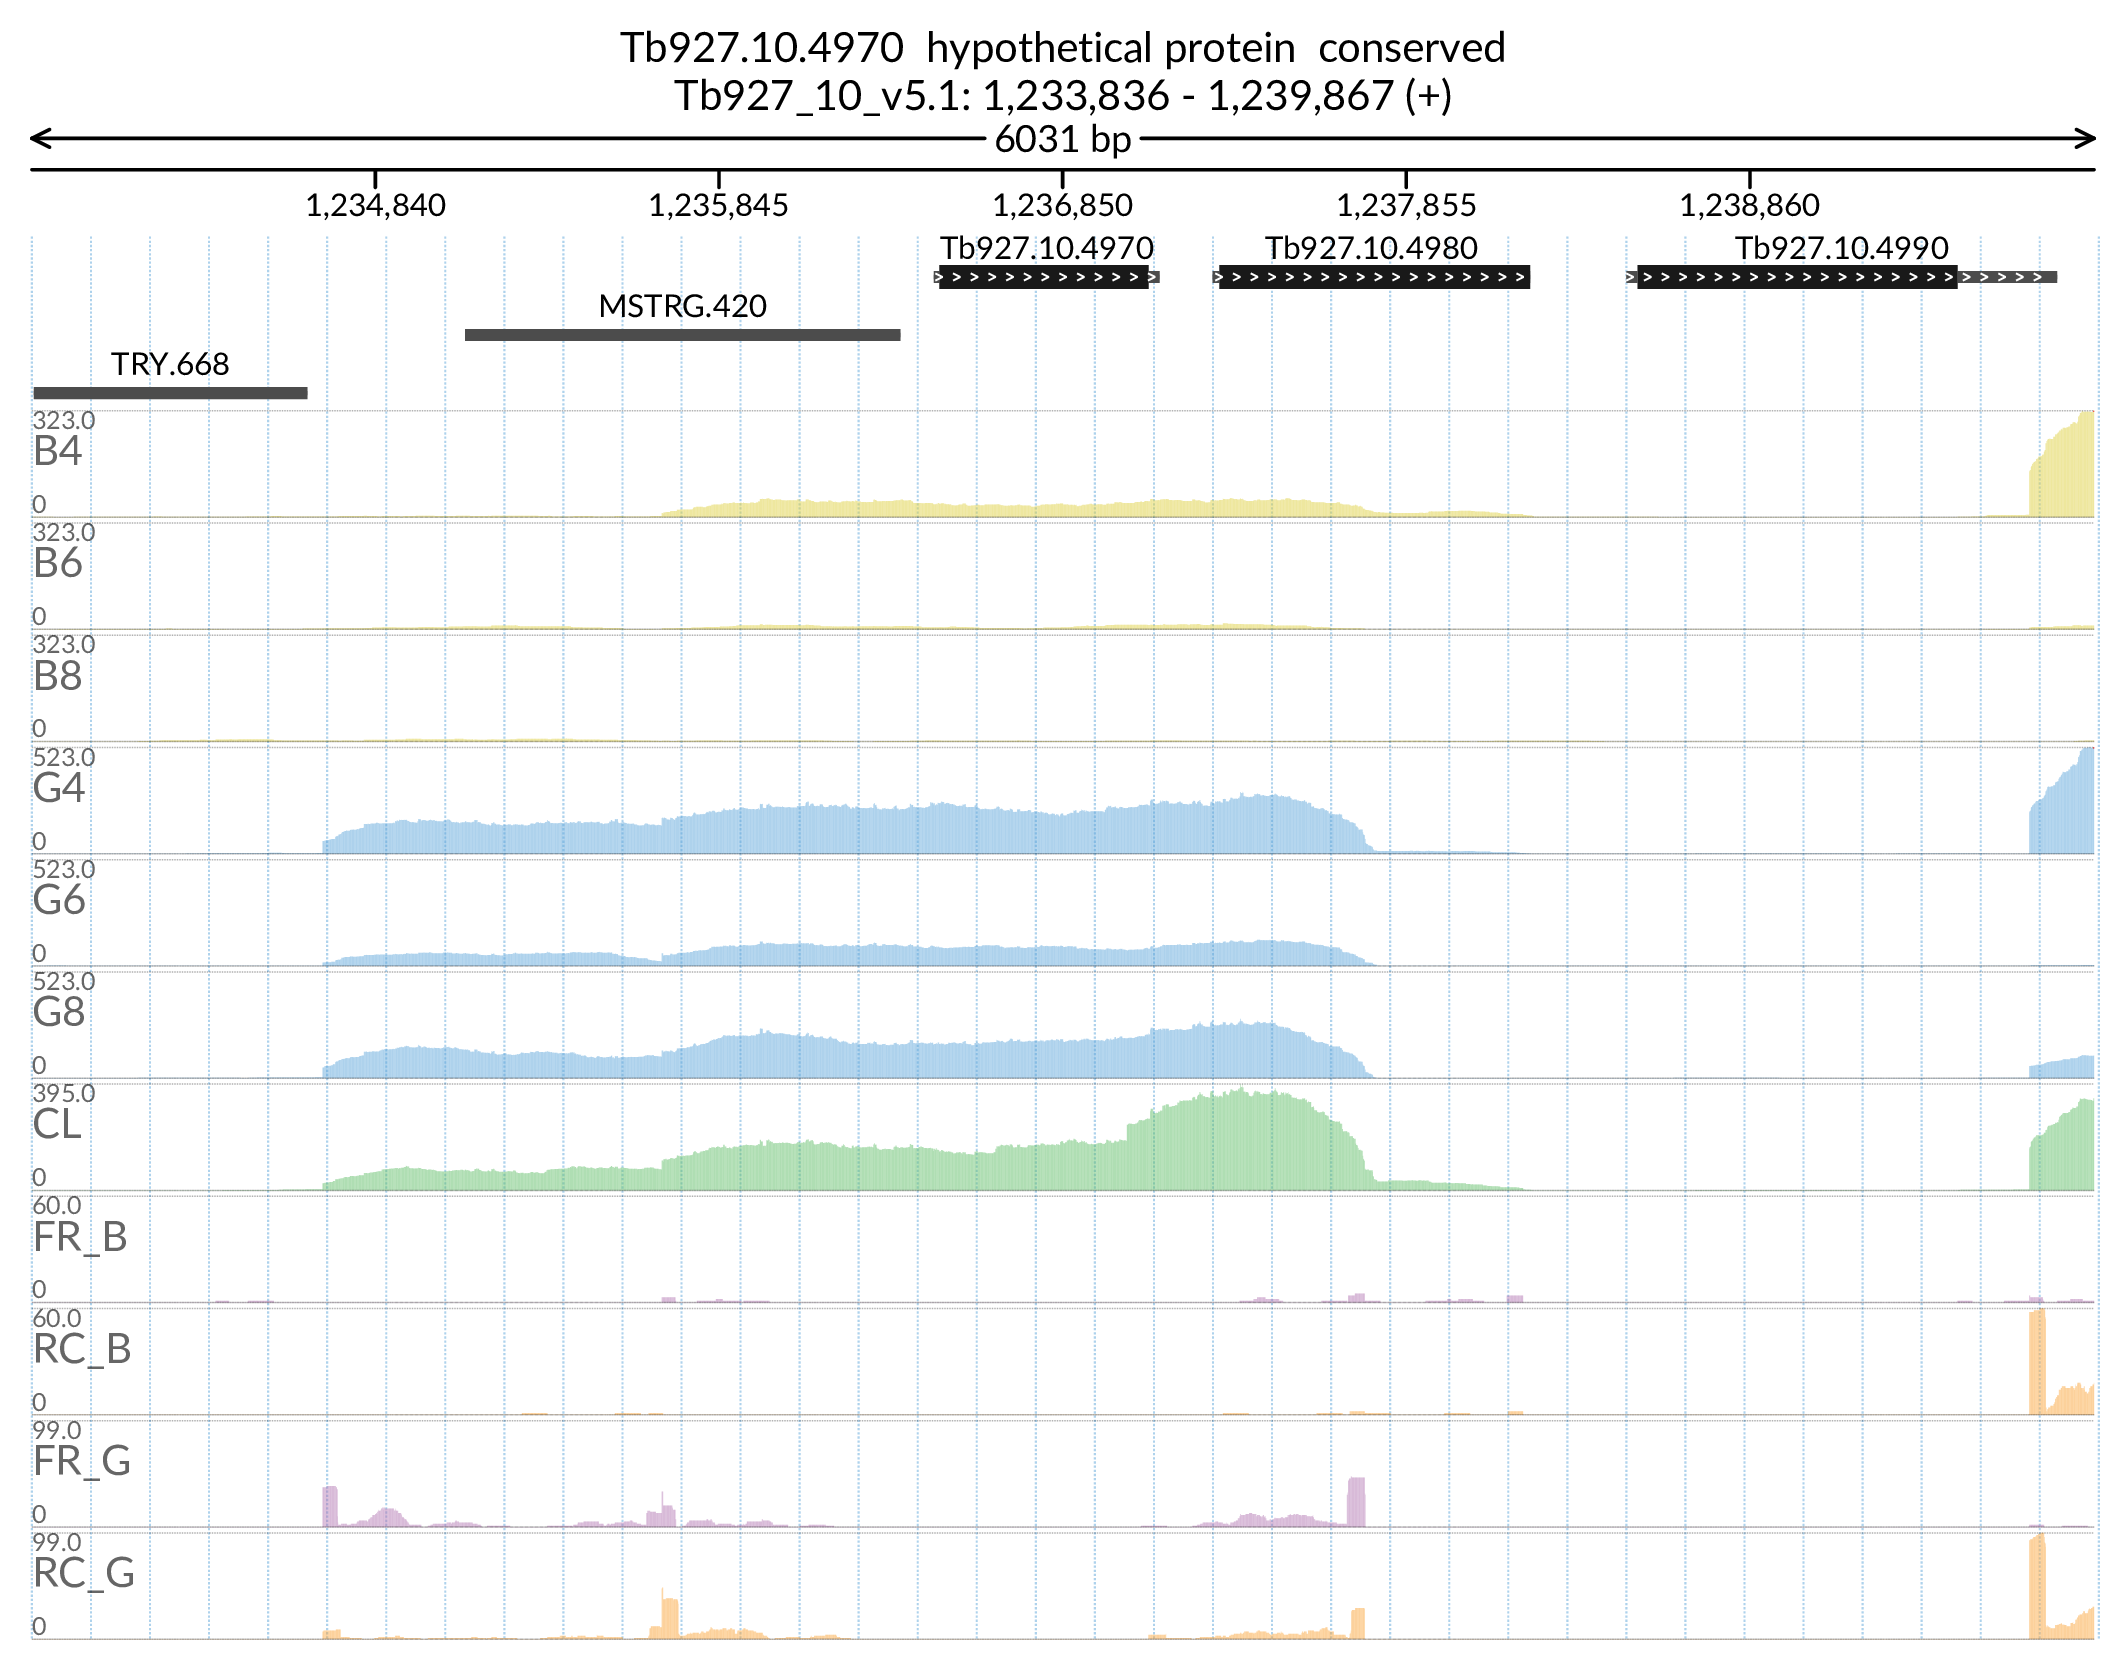 Tb927.10.4970  hypothetical protein  conserved
Tb927_10_v5.1: 1,233,836 - 1,239,867 (+)
6031 bp
1,234,840 1,235,845 1,236,850 1,237,855 1,238,860
Tb927.10.4970 Tb927.10.4980 Tb927.10.4990
MSTRG.420
TRY.668
323.0
B4
0
323.0
B6
0
323.0
B8
0
523.0
G4
0
523.0
G6
0
523.0
G8
0
395.0
CL
0
60.0
FR_B
0
60.0
RC_B
0
99.0
FR_G
0
99.0
RC_G
0